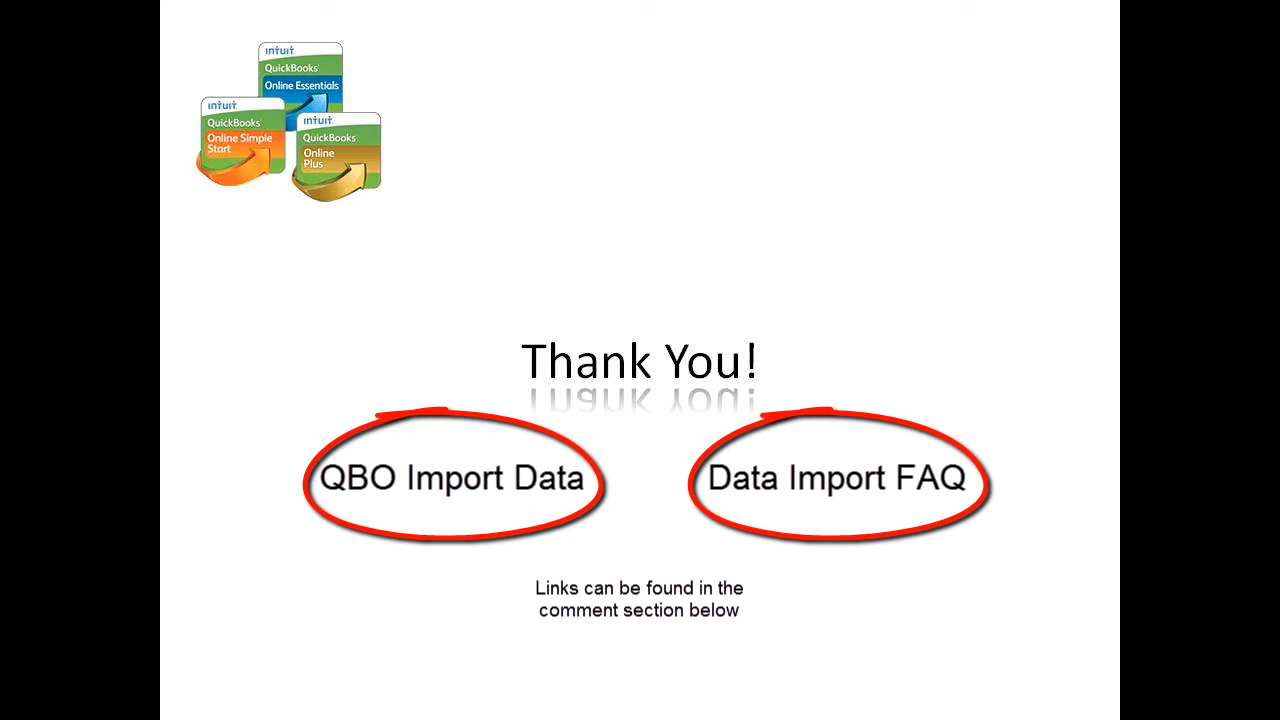 intuit
QuickBooks
Online Essentials
intuit
QuickBooks
Online Simple
Start
intuit
QuickBooks
Online
Plus
Thank You!
QBO Import Data
Data Import FAQ
Links can be found in the
comment section below